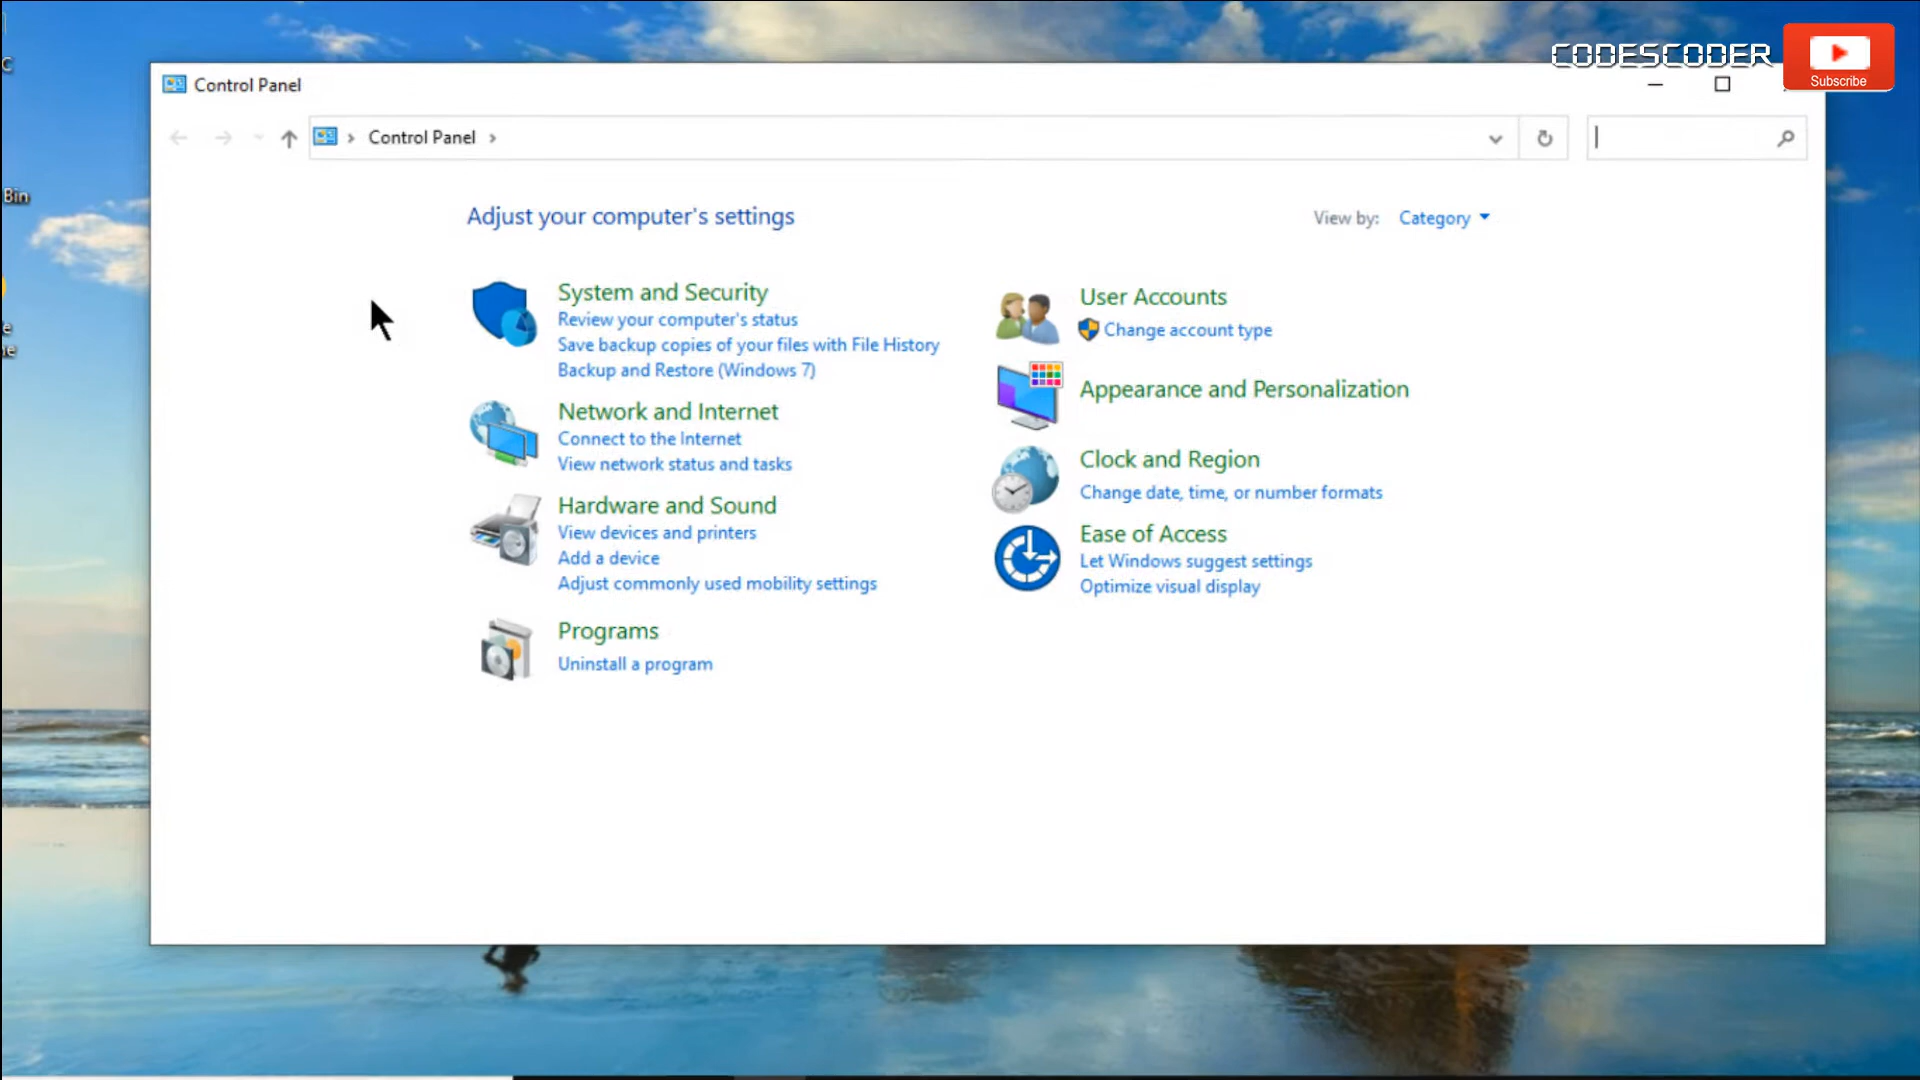 CODESCODER
Subscribe
C
Control Panel
Control Panel
Bin
Adjust your computer's settings
View by: Category
System and Security
Review your computer's status
Save backup copies of your files with File History
Backup and Restore (Windows 7)
Network and Internet
Connect to the Internet
View network status and tasks
Hardware and Sound
View devices and printers
Add a device
Adjust commonly used mobility settings
Programs
Uninstall a program
User Accounts
Change account type
Appearance and Personalization
Clock and Region
Change date, time, or number formats
Ease of Access
Let Windows suggest settings
Optimize visual display